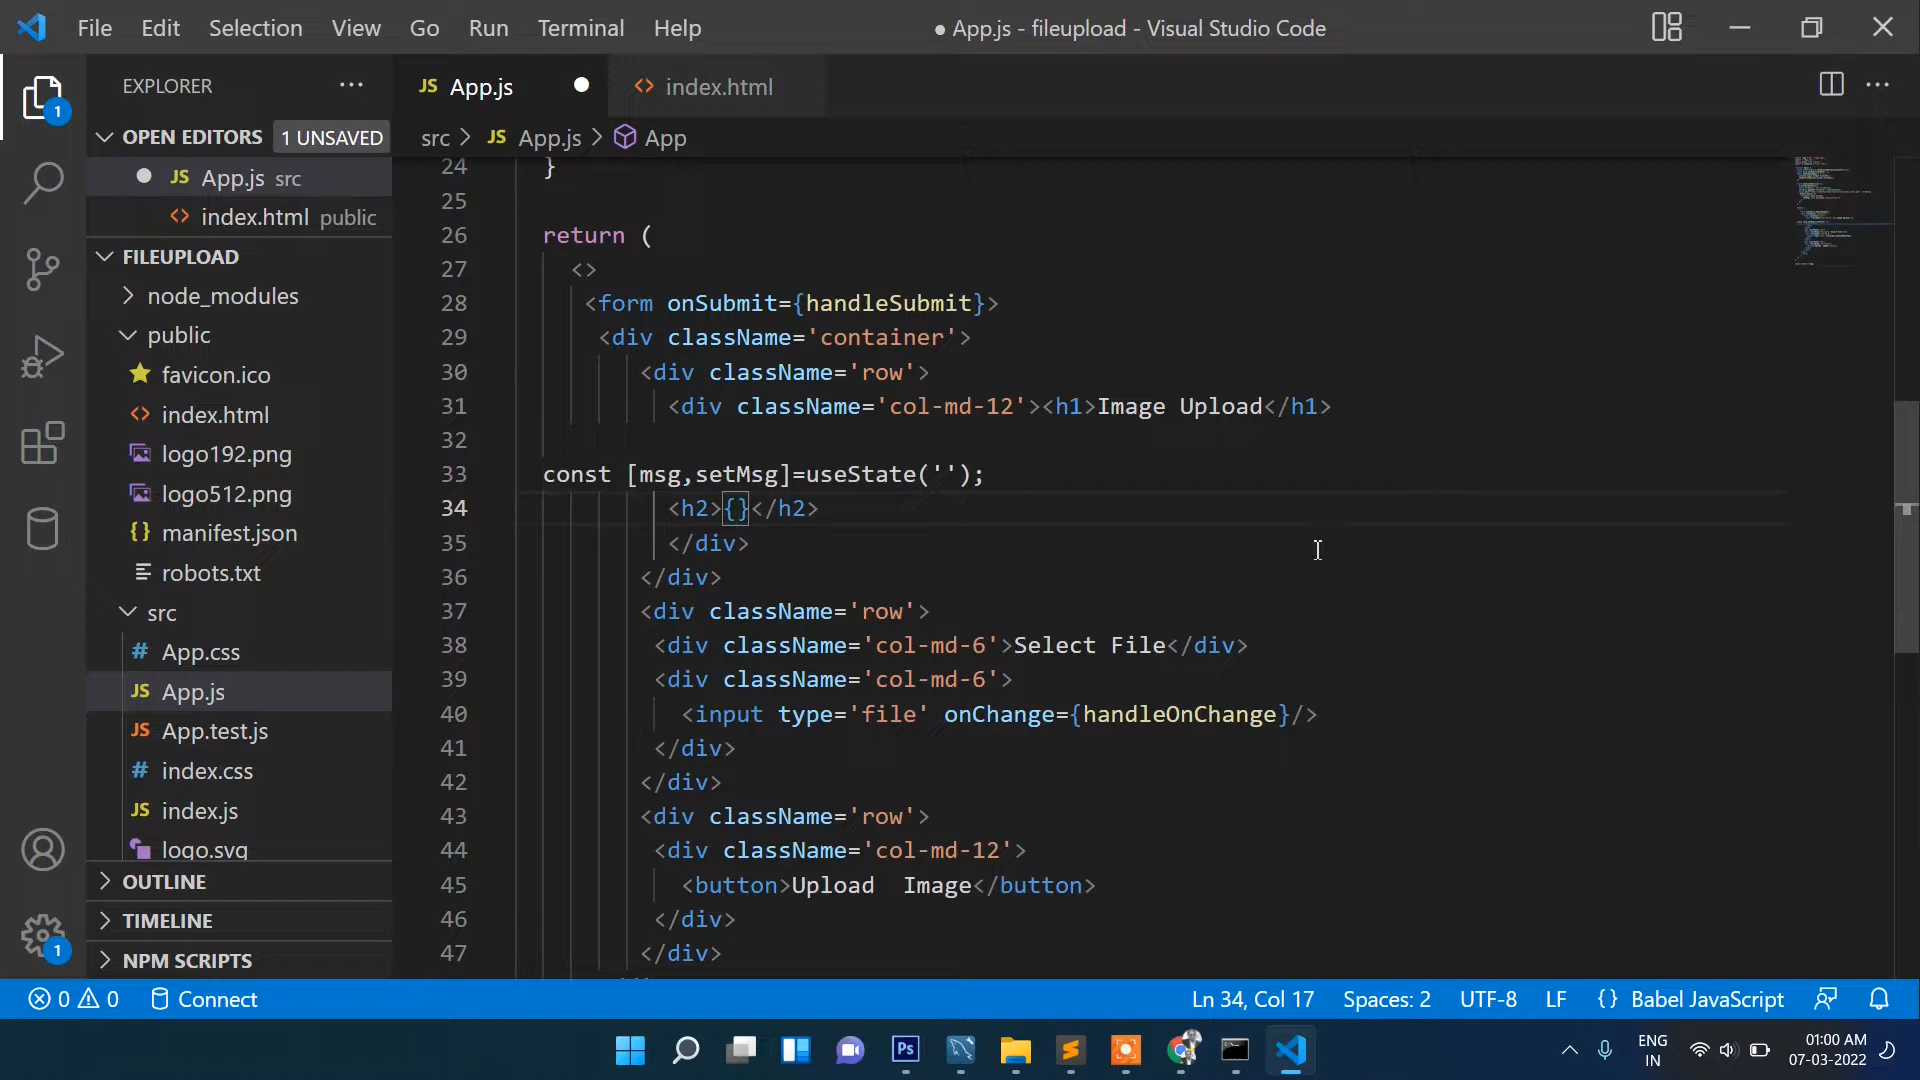 File Edit Selection View Go Run Terminal Help
● App.js - fileupload - Visual Studio Code
EXPLORER
JS App.js
<> index.html
OPEN EDITORS 1 UNSAVED
src > JS App.js > App
JS App.js src
<> index.html public
FILEUPLOAD
node_modules
public
favicon.ico
<> index.html
logo192.png
logo512.png
{} manifest.json
robots.txt
src
# App.css
JS App.js
JS App.test.js
# index.css
JS index.js
logo.svg
OUTLINE
TIMELINE
NPM SCRIPTS
24 }
25
26 return (
27 <>
28 <form onSubmit={handleSubmit}>
29 <div className='container'>
30 <div className='row'>
31 <div className='col-md-12'><h1>Image Upload</h1>
32
33 const [msg,setMsg]=useState('');
34 <h2>{}</h2>
35 </div>
36 </div>
37 <div className='row'>
38 <div className='col-md-6'>Select File</div>
39 <div className='col-md-6'>
40 <input type='file' onChange={handleOnChange}/>
41 </div>
42 </div>
43 <div className='row'>
44 <div className='col-md-12'>
45 <button>Upload  Image</button>
46 </div>
47 </div>
1
1
0 0 Connect
Ln 34, Col 17 Spaces: 2 UTF-8 LF {} Babel JavaScript
Ps
ENG
IN
01:00 AM
07-03-2022